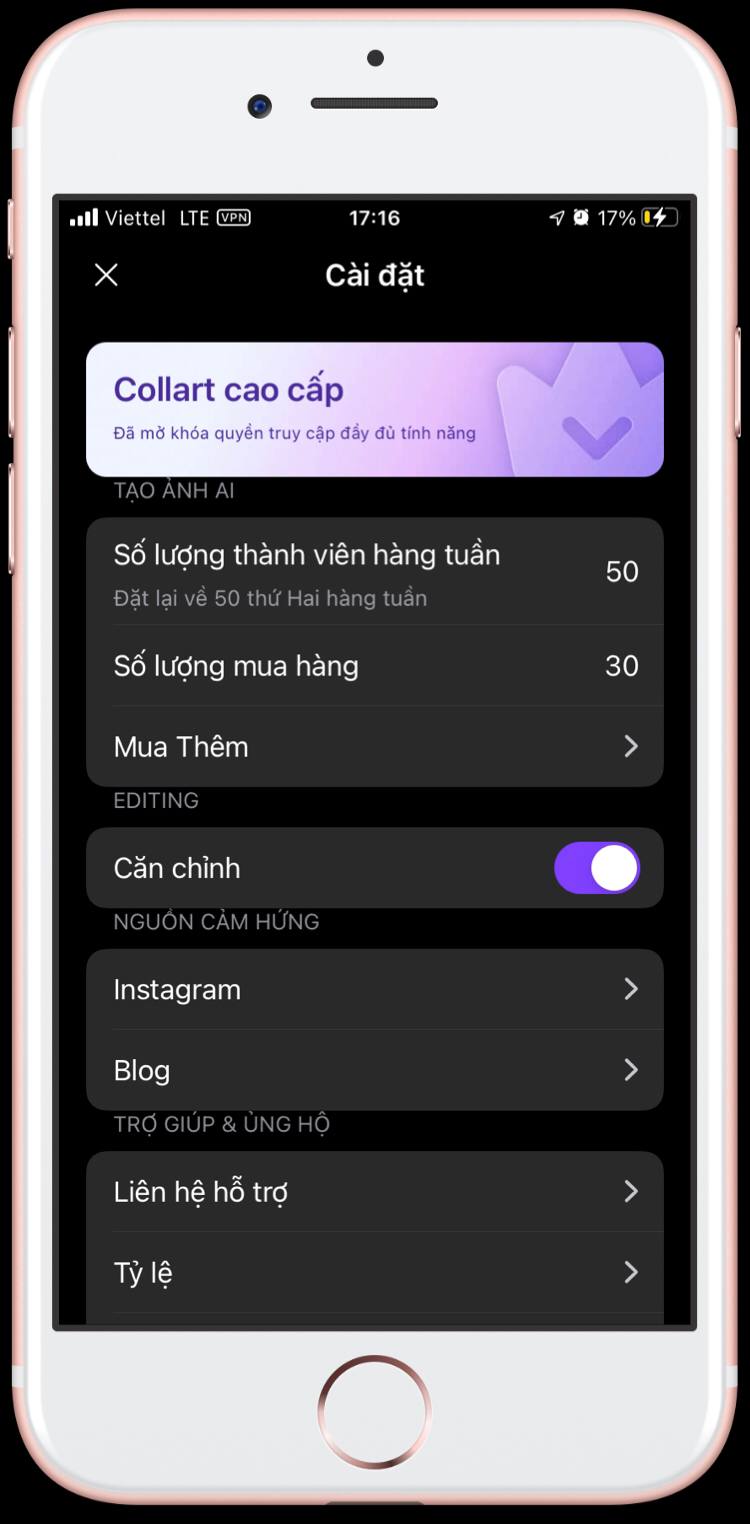 Viettel LTE VPN 17:16 17%
Cài đặt
Collart cao cấp
Đã mở khóa quyền truy cập đầy đủ tính năng
TẠO ẢNH AI
Số lượng thành viên hàng tuần 50
Đặt lại về 50 thứ Hai hàng tuần
Số lượng mua hàng 30
Mua Thêm
EDITING
Căn chỉnh
NGUỒN CẢM HỨNG
Instagram
Blog
TRỢ GIÚP & ỦNG HỘ
Liên hệ hỗ trợ
Tỷ lệ